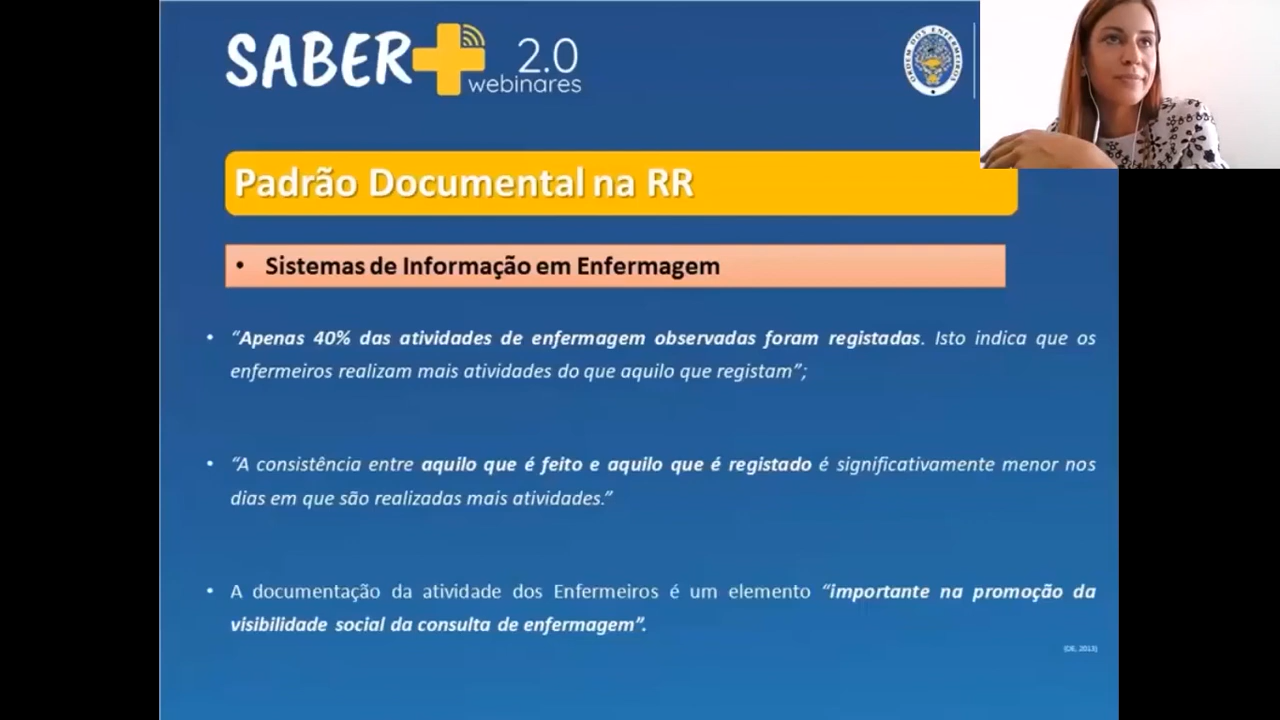 SABER+ 2.0
webinares
ORDEM DOS ENFERMEIROS
Padrão Documental na RR
• Sistemas de Informação em Enfermagem
• “Apenas 40% das atividades de enfermagem observadas foram registadas. Isto indica que os
enfermeiros realizam mais atividades do que aquilo que registam”;
• “A consistência entre aquilo que é feito e aquilo que é registado é significativamente menor nos
dias em que são realizadas mais atividades.”
• A documentação da atividade dos Enfermeiros é um elemento “importante na promoção da
visibilidade social da consulta de enfermagem”.
(OE, 2013)